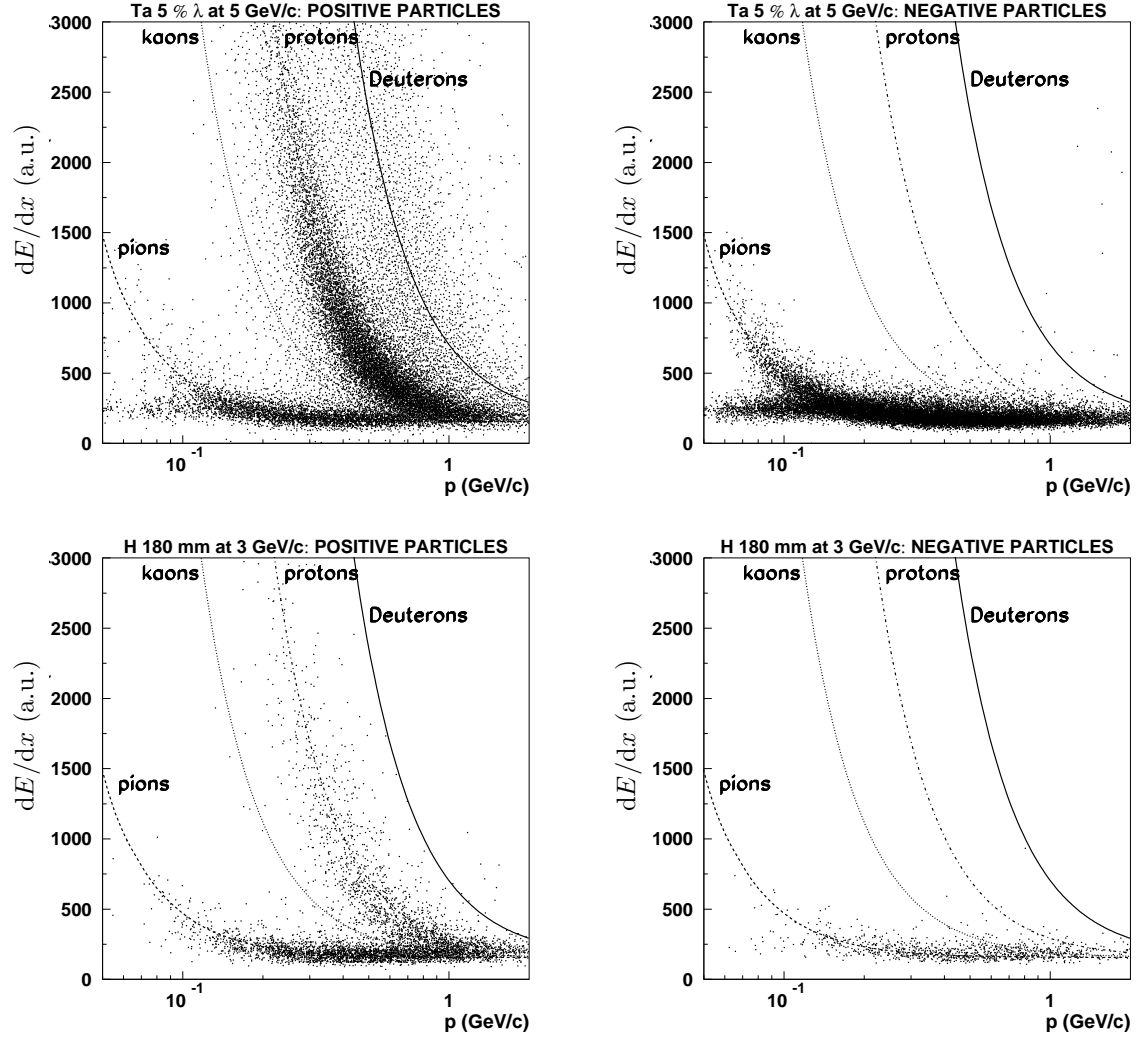 Ta 5 % λ at 5 GeV/c: POSITIVE PARTICLES
3000
kaons
protons
Deuterons
2500
2000
1500
pions
1000
500
0
dE/dx (a.u.)
10-1
1
p (GeV/c)
Ta 5 % λ at 5 GeV/c: NEGATIVE PARTICLES
3000
kaons
protons
Deuterons
2500
2000
1500
pions
1000
500
0
dE/dx (a.u.)
10-1
1
p (GeV/c)
H 180 mm at 3 GeV/c: POSITIVE PARTICLES
3000
kaons
protons
Deuterons
2500
2000
1500
pions
1000
500
0
dE/dx (a.u.)
10-1
1
p (GeV/c)
H 180 mm at 3 GeV/c: NEGATIVE PARTICLES
3000
kaons
protons
Deuterons
2500
2000
1500
pions
1000
500
0
dE/dx (a.u.)
10-1
1
p (GeV/c)